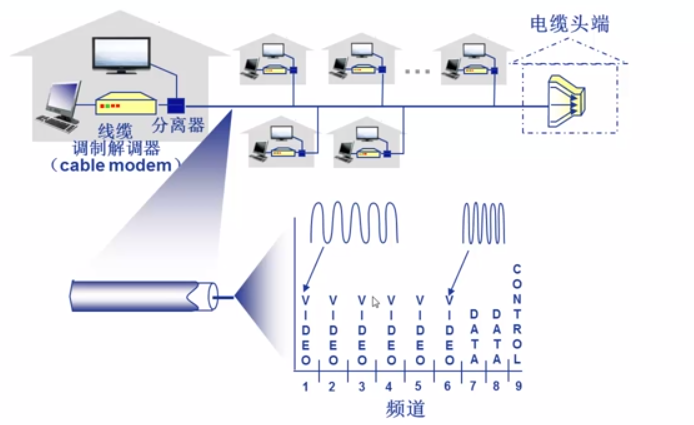 电缆头端
分离器
线缆
调制解调器
（cable modem）
...
VIDEO
VIDEO
VIDEO
VIDEO
VIDEO
VIDEO
DATA
DATA
CONTROL
1 2 3 4 5 6 7 8 9
频道